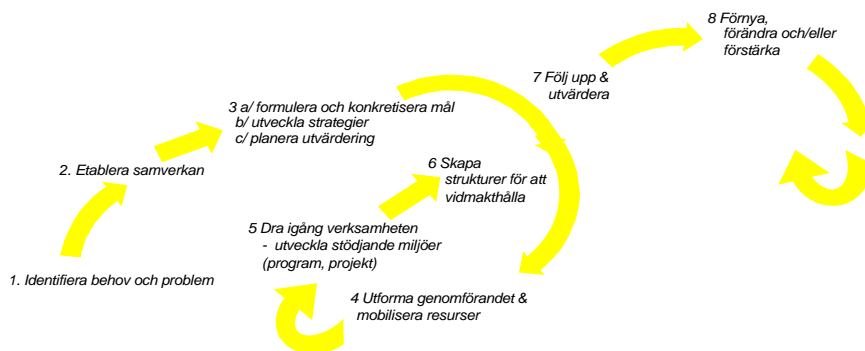 1. Identifiera behov och problem
2. Etablera samverkan
3 a/ formulera och konkretisera mål
b/ utveckla strategier
c/ planera utvärdering
4 Utforma genomförandet &
mobilisera resurser
5 Dra igång verksamheten
- utveckla stödjande miljöer
(program, projekt)
6 Skapa
strukturer för att
vidmakthålla
7 Följ upp &
utvärdera
8 Förnya,
förändra och/eller
förstärka